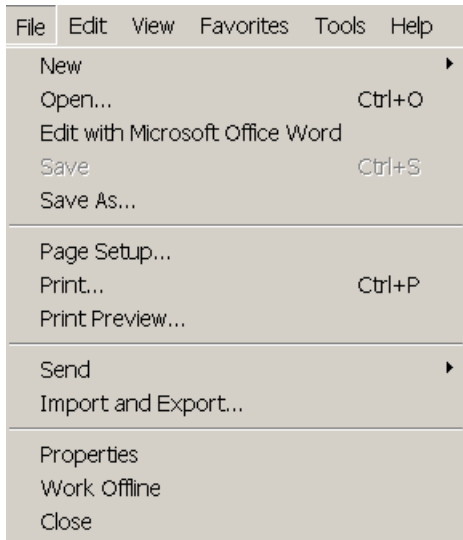 File Edit View Favorites Tools Help
New
Open... Ctrl+O
Edit with Microsoft Office Word
Save Ctrl+S
Save As...
Page Setup...
Print... Ctrl+P
Print Preview...
Send
Import and Export...
Properties
Work Offline
Close